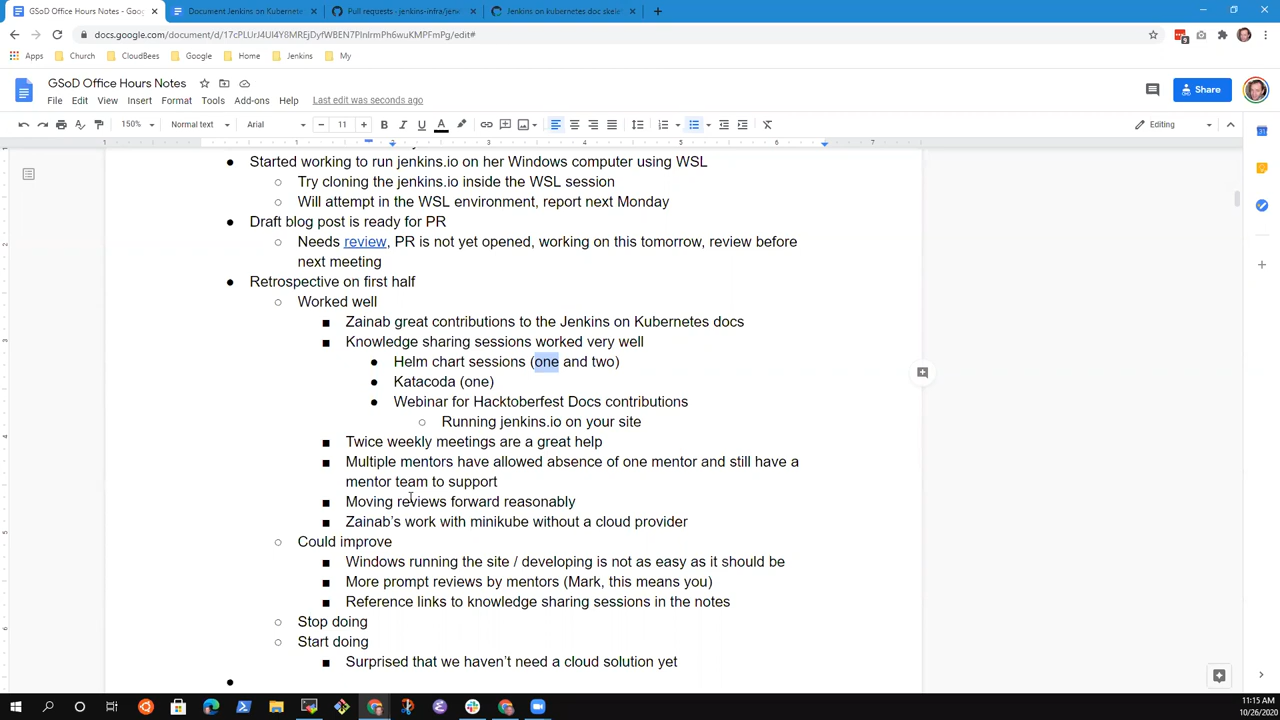 GSoD Office Hours Notes - Goog
Document Jenkins on Kubernete
Pull requests · jenkins-infra/jenk
Jenkins on kubernetes doc skele
docs.google.com/document/d/
Apps
Church
CloudBees
Google
Home
Jenkins
My
GSoD Office Hours Notes
File Edit View Insert Format Tools Add-ons Help Last edit was seconds ago
Share
150% Normal text Arial 11
Editing
Started working to run jenkins.io on her Windows computer using WSL
Try cloning the jenkins.io inside the WSL session
Will attempt in the WSL environment, report next Monday
Draft blog post is ready for PR
Needs review, PR is not yet opened, working on this tomorrow, review before
next meeting
Retrospective on first half
Worked well
Zainab great contributions to the Jenkins on Kubernetes docs
Knowledge sharing sessions worked very well
Helm chart sessions (one and two)
Katacoda (one)
Webinar for Hacktoberfest Docs contributions
Running jenkins.io on your site
Twice weekly meetings are a great help
Multiple mentors have allowed absence of one mentor and still have a
mentor team to support
Moving reviews forward reasonably
Zainab's work with minikube without a cloud provider
Could improve
Windows running the site / developing is not as easy as it should be
More prompt reviews by mentors (Mark, this means you)
Reference links to knowledge sharing sessions in the notes
Stop doing
Start doing
Surprised that we haven't need a cloud solution yet
11:15 AM
10/26/2020